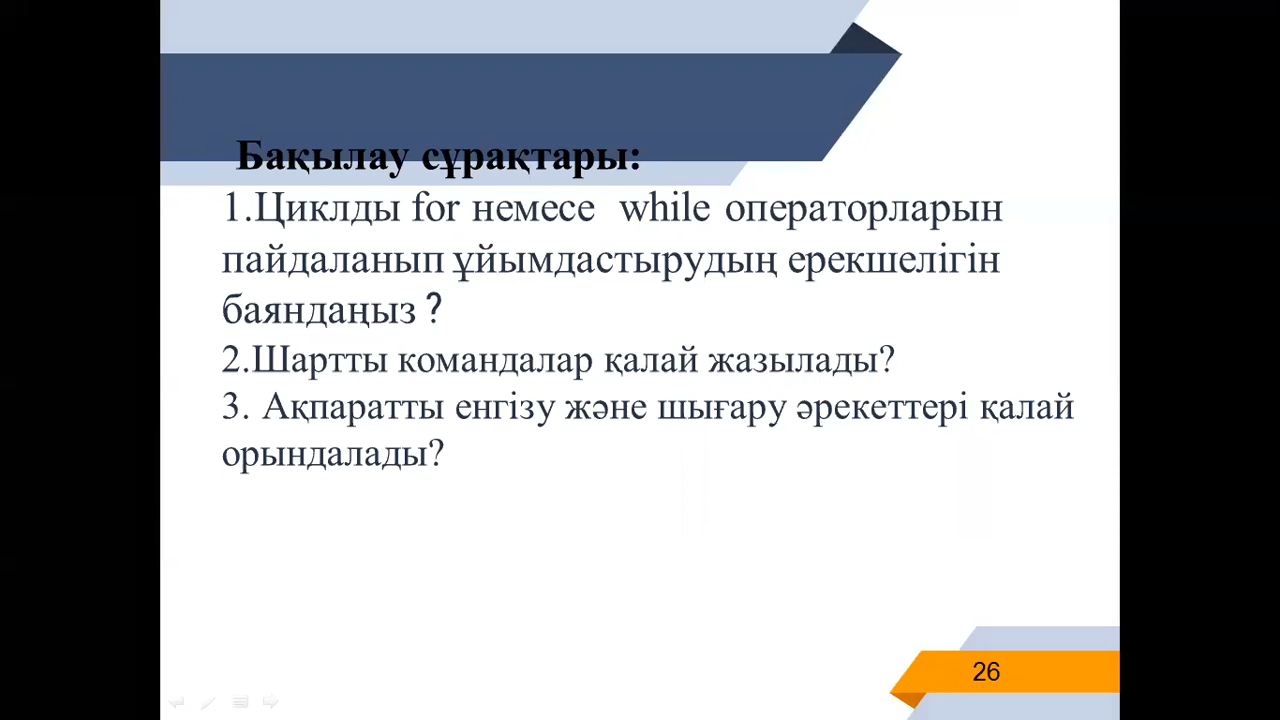 Бақылау сұрақтары:
1.Циклды for немесе while операторларын
пайдаланып ұйымдастырудың ерекшелігін
баяндаңыз ?
2.Шартты командалар қалай жазылады?
3. Ақпаратты енгізу және шығару әрекеттері қалай
орындалады?
26